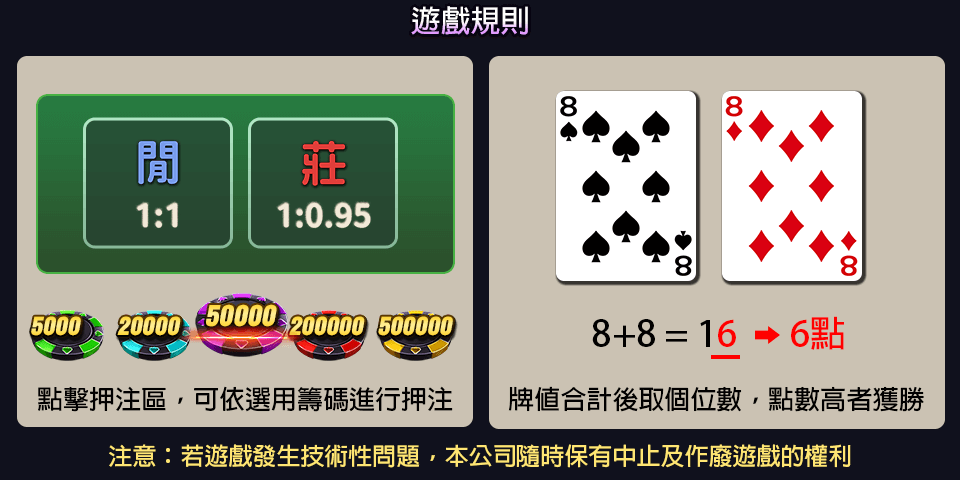 遊戲規則
閒
1:1
莊
1:0.95
5000
20000
50000
200000
500000
點擊押注區，可依選用籌碼進行押注
8
8
8
8
8+8 = 16 ➡ 6點
牌值合計後取個位數，點數高者獲勝
注意：若遊戲發生技術性問題，本公司隨時保有中止及作廢遊戲的權利